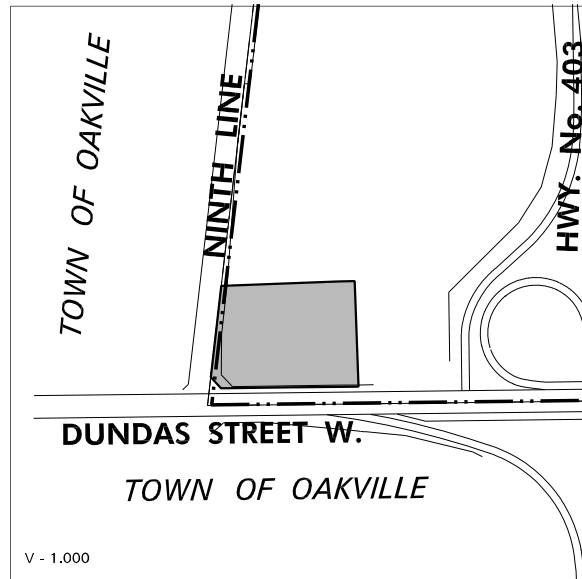 TOWN OF OAKVILLE
NINTH LINE
HWY. No. 403
DUNDAS STREET W.
TOWN OF OAKVILLE
V - 1.000